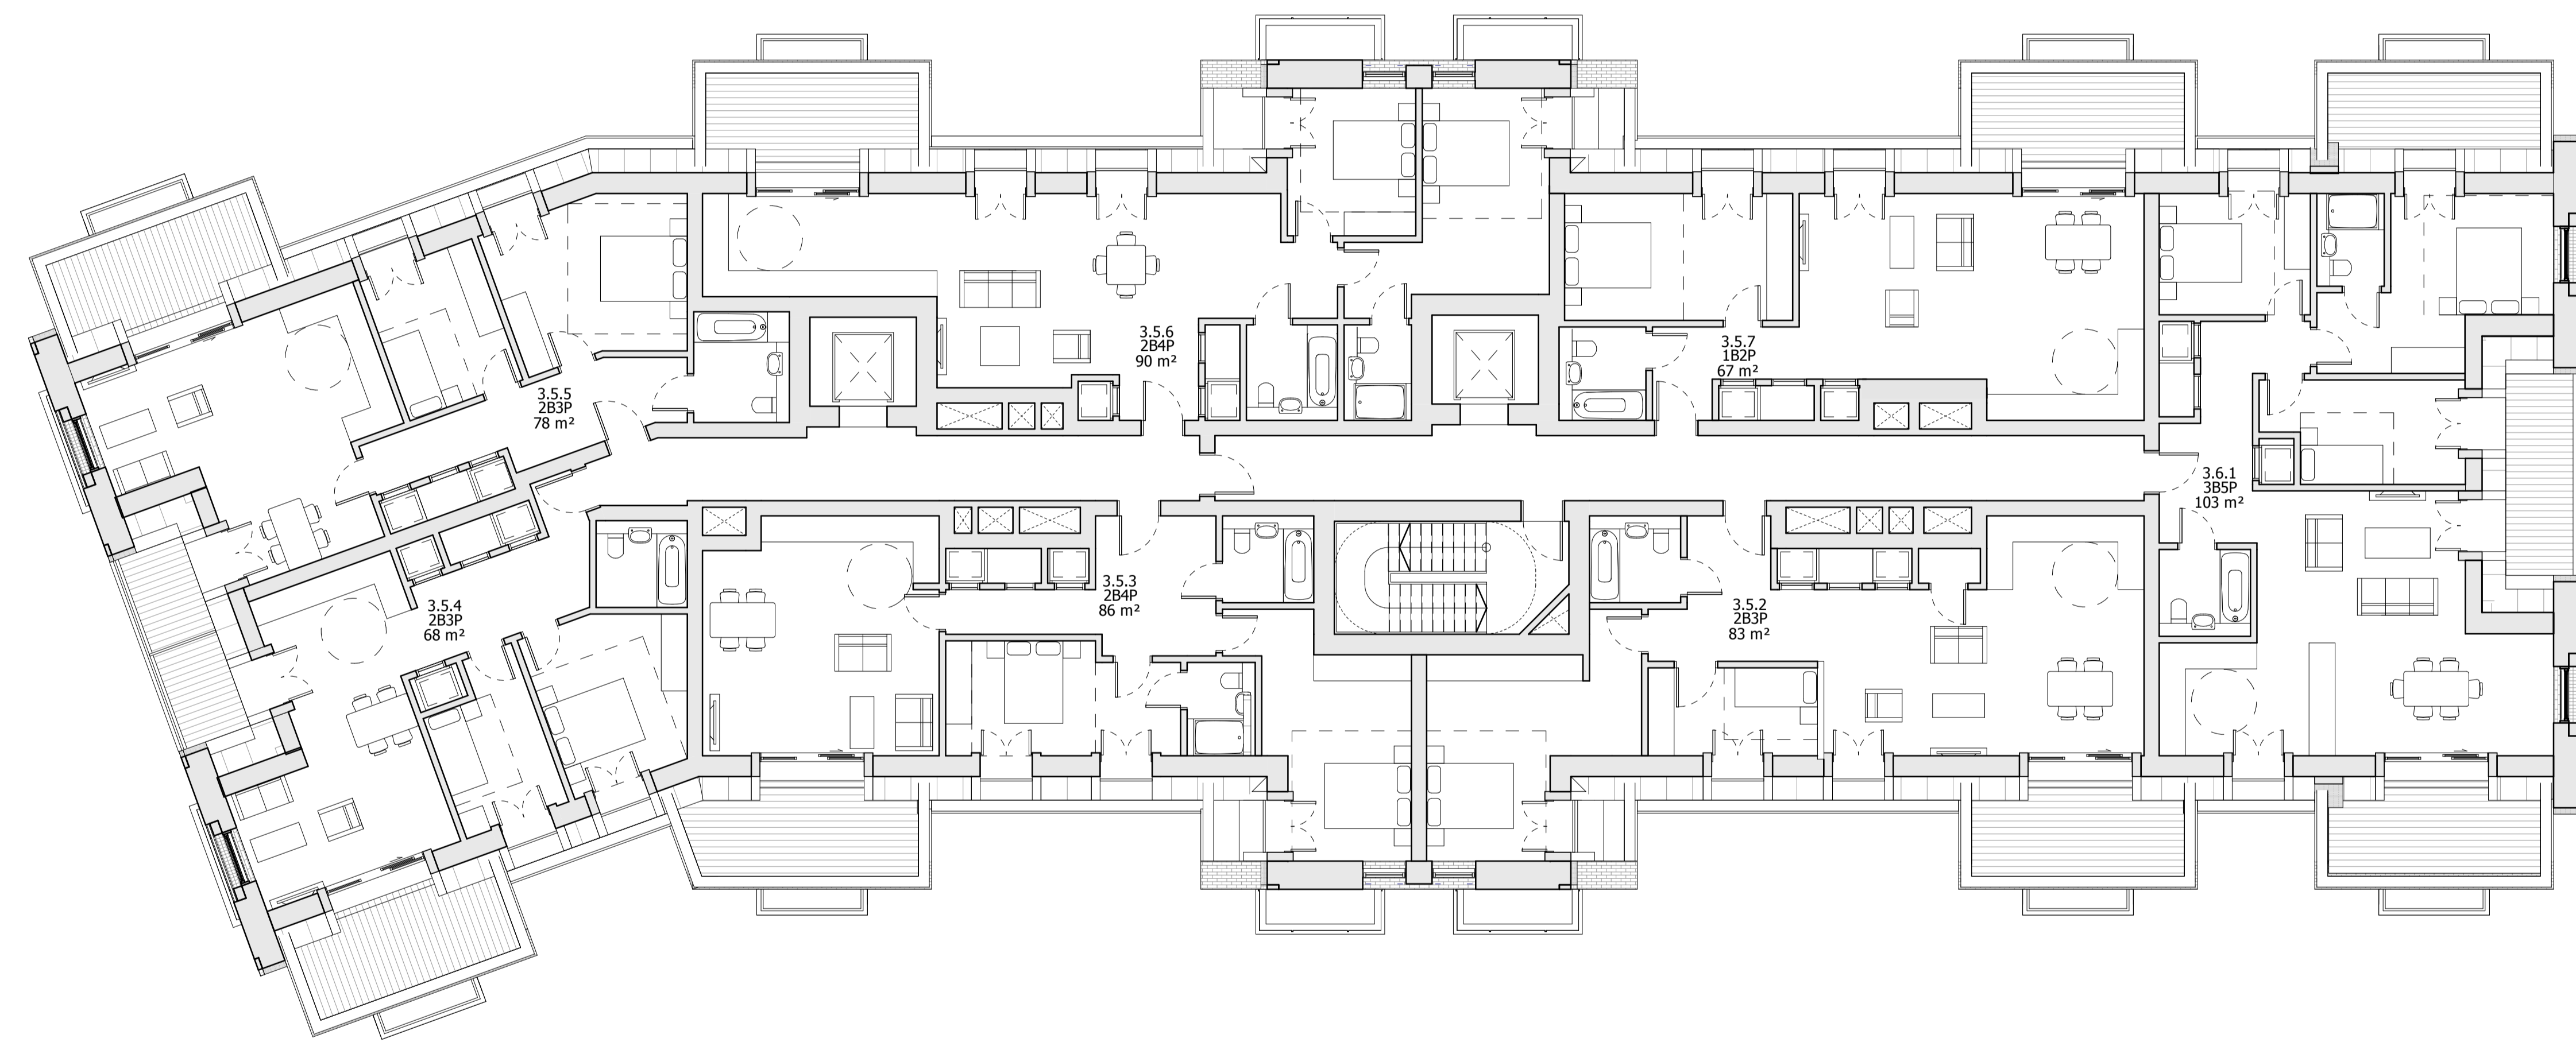 3.5.6
2B4P
90 m²
3.5.7
1B2P
67 m²
3.5.5
2B3P
78 m²
3.6.1
3B5P
103 m²
3.5.4
2B3P
68 m²
3.5.3
2B4P
86 m²
3.5.2
2B3P
83 m²